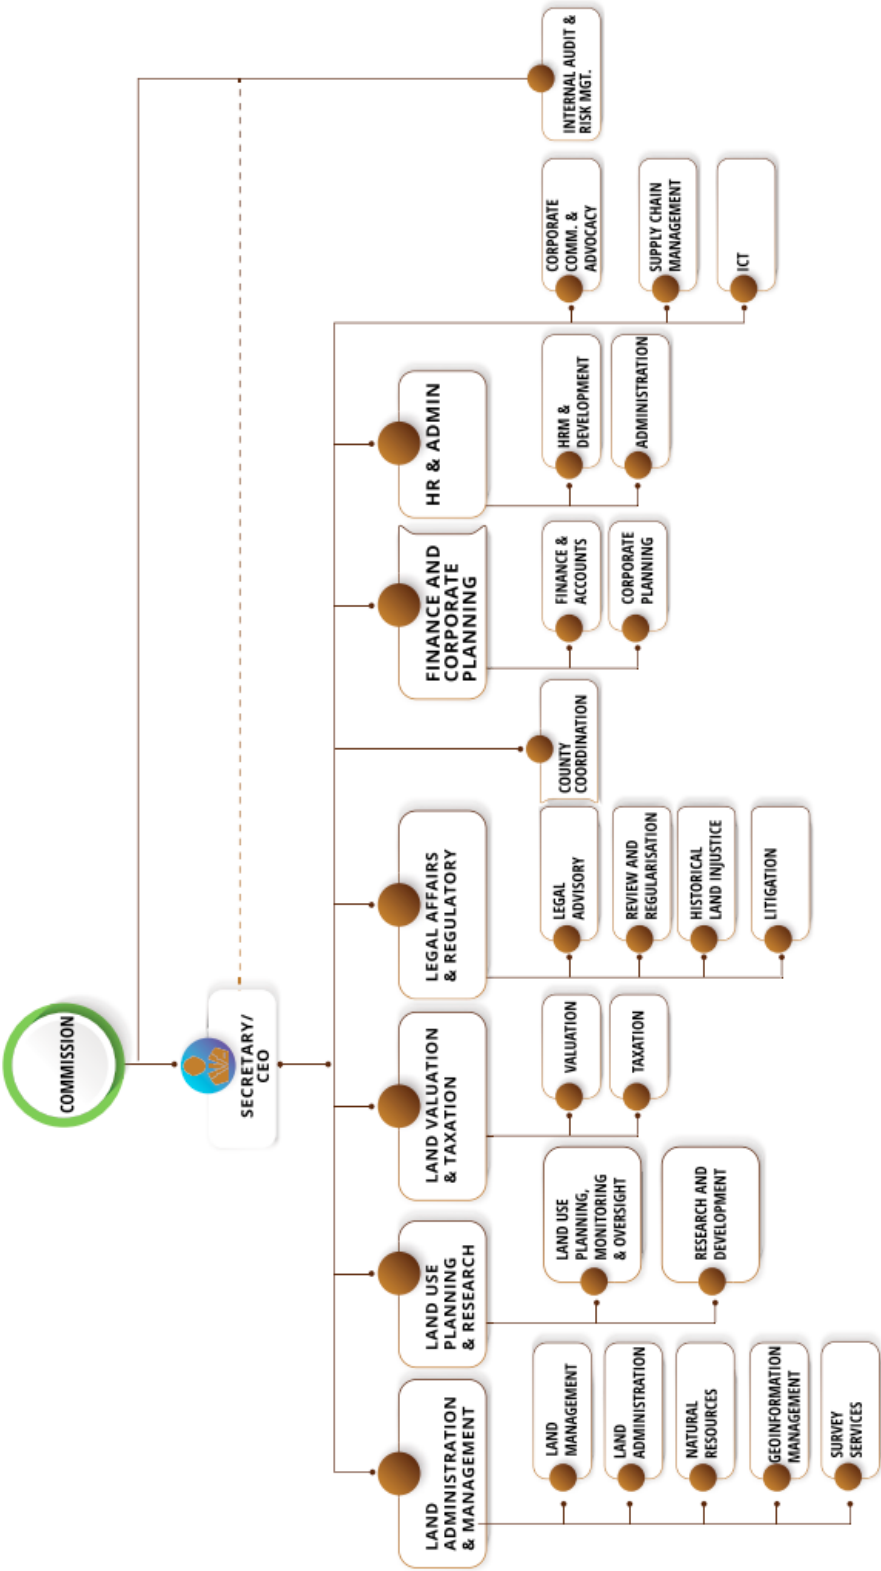 COMMISSION
SECRETARY/
CEO
LAND
ADMINISTRATION
& MANAGEMENT
LAND
MANAGEMENT
LAND
ADMINISTRATION
NATURAL
RESOURCES
GEOINFORMATION
MANAGEMENT
SURVEY
SERVICES
LAND USE
PLANNING
& RESEARCH
LAND USE
PLANNING,
MONITORING
& OVERSIGHT
RESEARCH AND
DEVELOPMENT
LAND VALUATION
& TAXATION
VALUATION
TAXATION
LEGAL AFFAIRS
& REGULATORY
LEGAL
ADVISORY
REVIEW AND
REGULARISATION
HISTORICAL
LAND INJUSTICE
LITIGATION
COUNTY
COORDINATION
FINANCE AND
CORPORATE
PLANNING
FINANCE &
ACCOUNTS
CORPORATE
PLANNING
HR & ADMIN
HRM &
DEVELOPMENT
ADMINISTRATION
CORPORATE
COMM. &
ADVOCACY
SUPPLY CHAIN
MANAGEMENT
ICT
INTERNAL AUDIT &
RISK MGT.